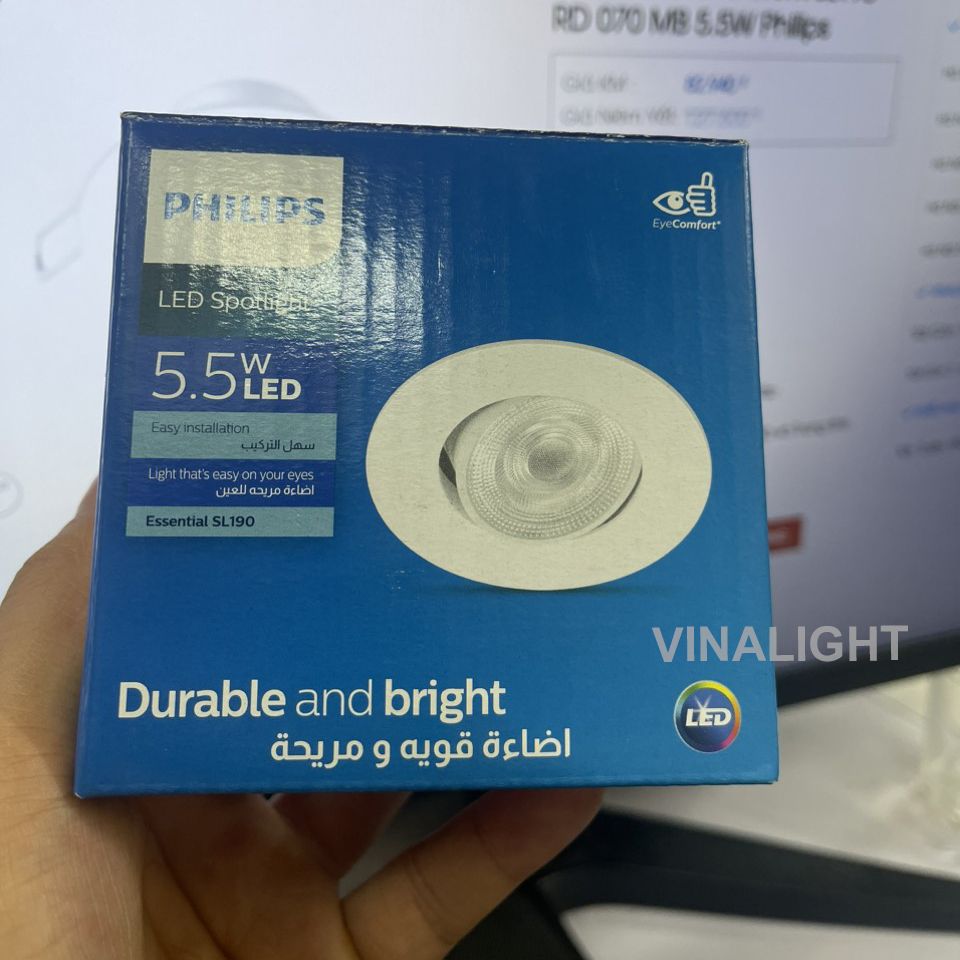 RD 070 MB 5.5W Philips
PHILIPS
EyeComfort*
LED Spotlight
5.5W
LED
Easy installation
سهل التركيب
Light that's easy on your eyes
اضاءة مريحه للعين
Essential SL190
VINALIGHT
Durable and bright
اضاءة قويه و مريحة
LED